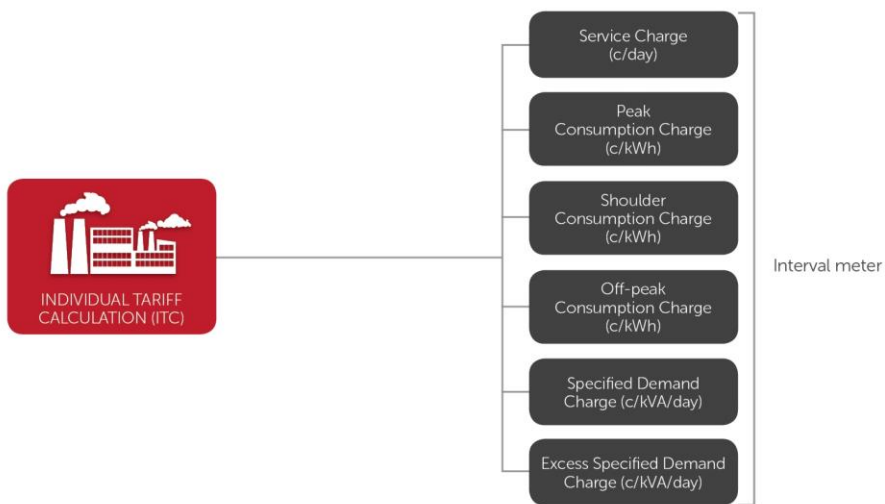 Service Charge
(c/day)
Peak
Consumption Charge
(c/kWh)
Shoulder
Consumption Charge
(c/kWh)
INDIVIDUAL TARIFF
CALCULATION (ITC)
Interval meter
Off-peak
Consumption Charge
(c/kWh)
Specified Demand
Charge (c/kVA/day)
Excess Specified Demand
Charge (c/kVA/day)